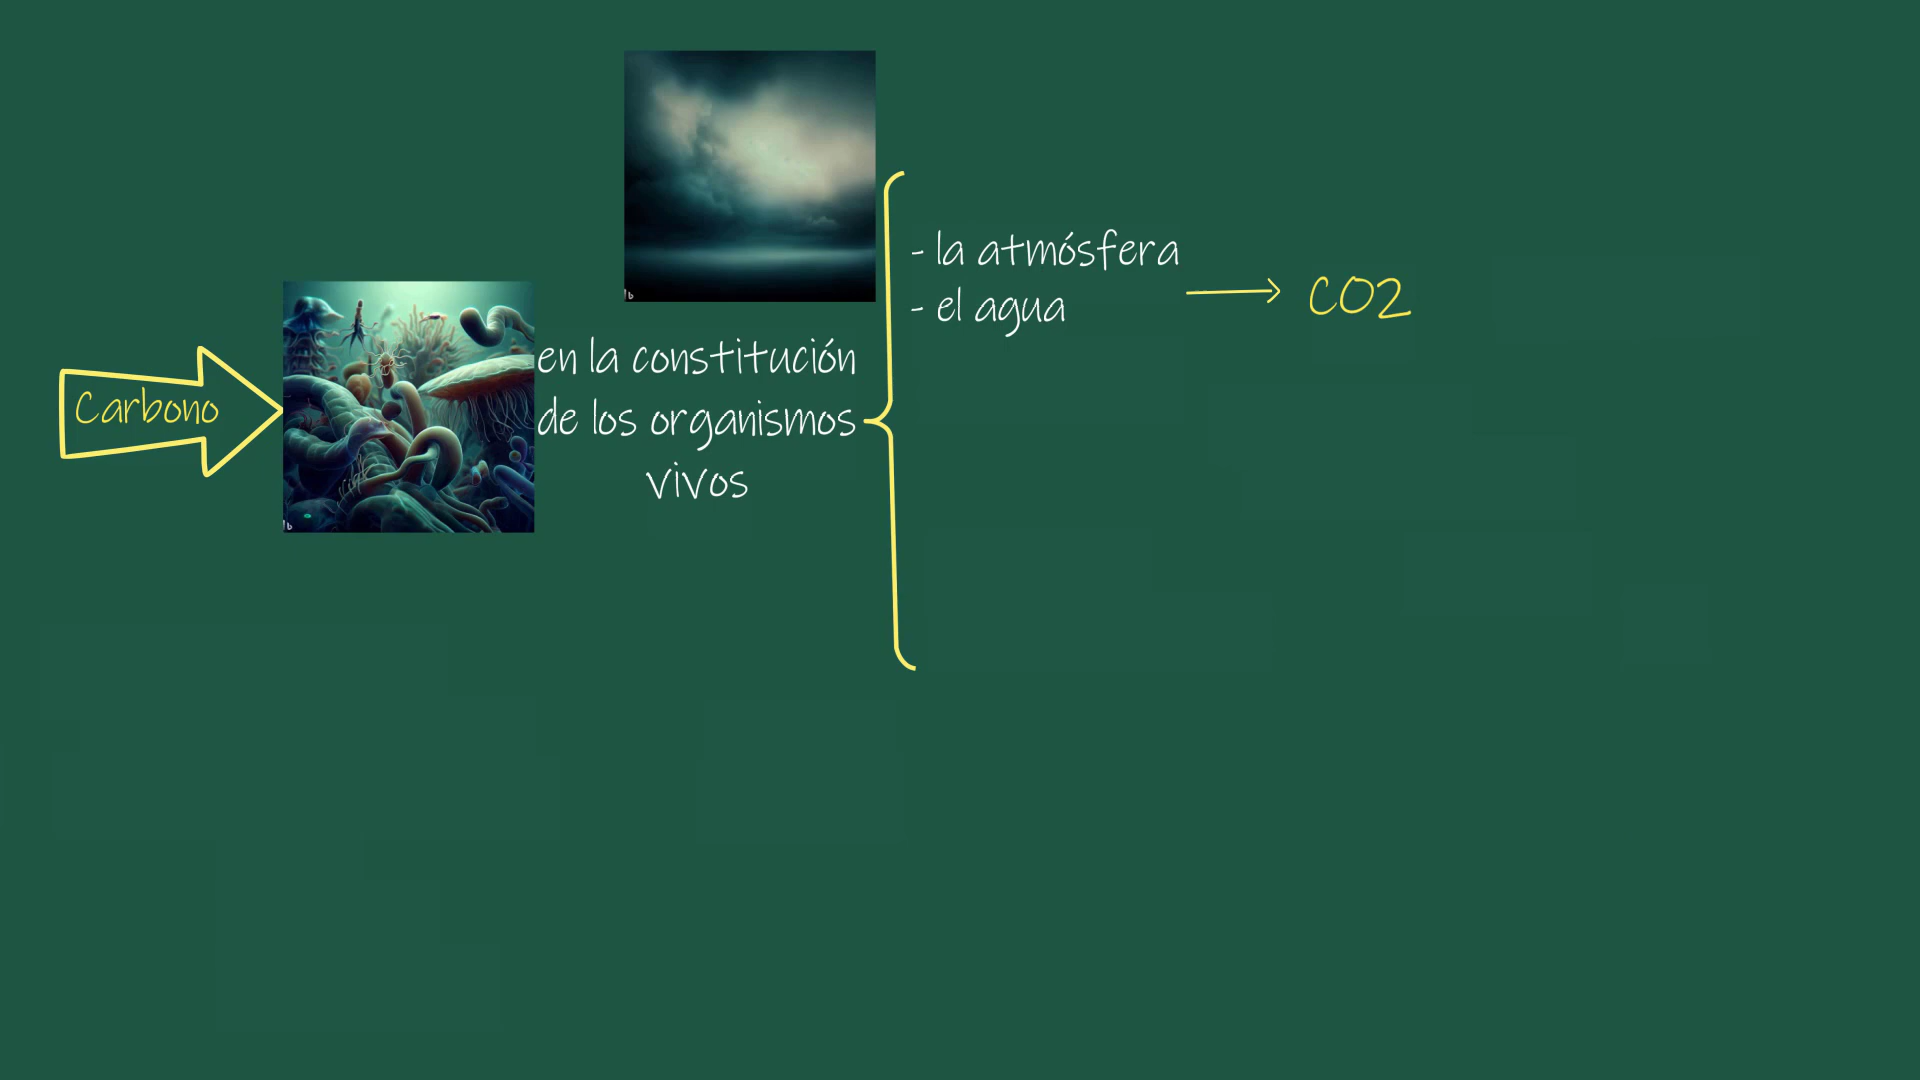 Carbono
en la constitución
de los organismos
vivos
- la atmósfera
- el agua
CO2